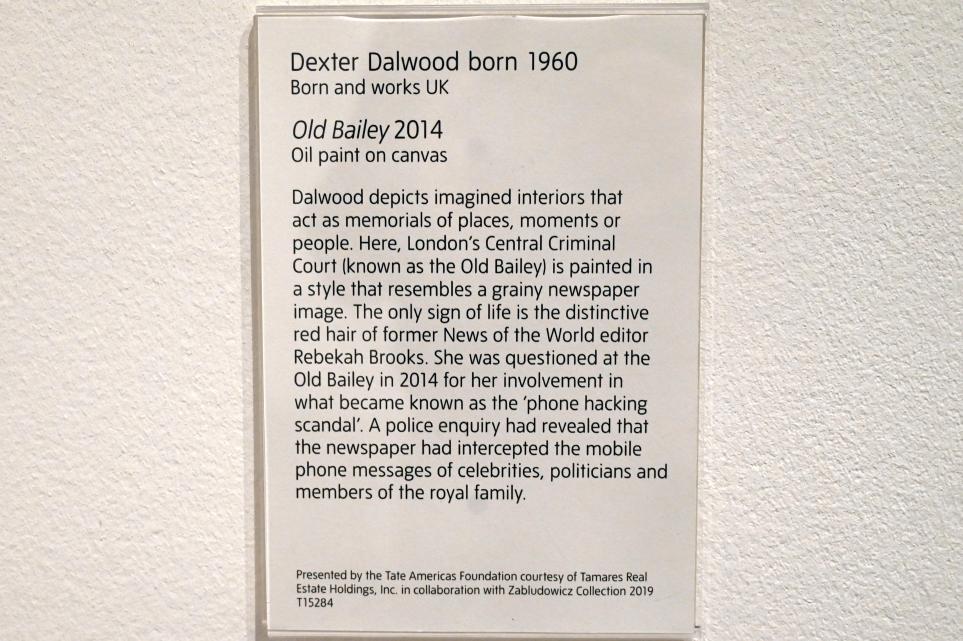 Dexter Dalwood born 1960
Born and works UK
Old Bailey 2014
Oil paint on canvas
Dalwood depicts imagined interiors that
act as memorials of places, moments or
people. Here, London's Central Criminal
Court (known as the Old Bailey) is painted in
a style that resembles a grainy newspaper
image. The only sign of life is the distinctive
red hair of former News of the World editor
Rebekah Brooks. She was questioned at the
Old Bailey in 2014 for her involvement in
what became known as the 'phone hacking
scandal'. A police enquiry had revealed that
the newspaper had intercepted the mobile
phone messages of celebrities, politicians and
members of the royal family.
Presented by the Tate Americas Foundation courtesy of Tamares Real
Estate Holdings, Inc. in collaboration with Zabludowicz Collection 2019
T15284